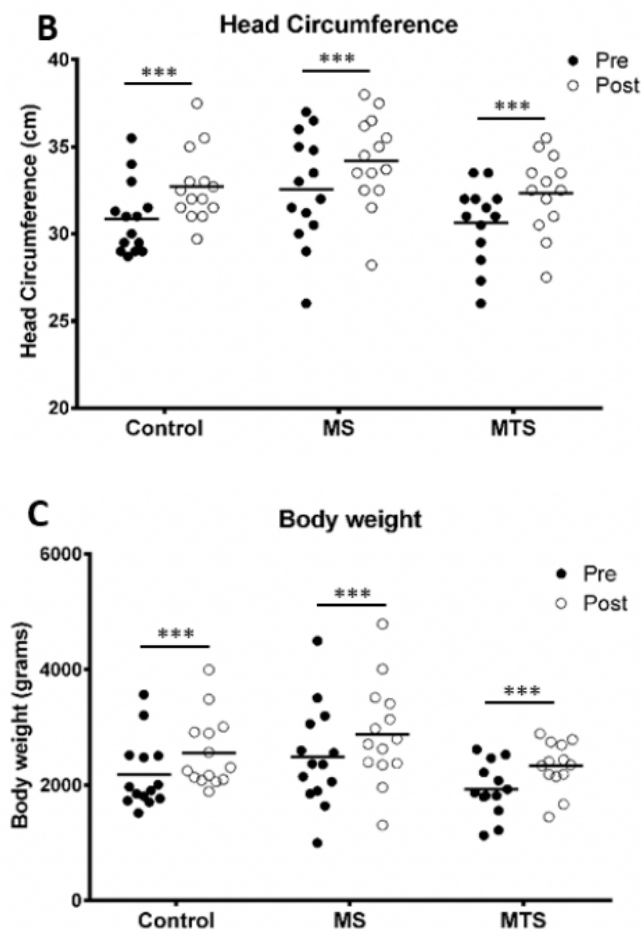 B
Head Circumference
Head Circumference (cm)
40
35
30
25
20
***
***
***
Pre
Post
Control MS MTS
C
Body weight
Body weight (grams)
6000
4000
2000
0
***
***
***
Pre
Post
Control MS MTS